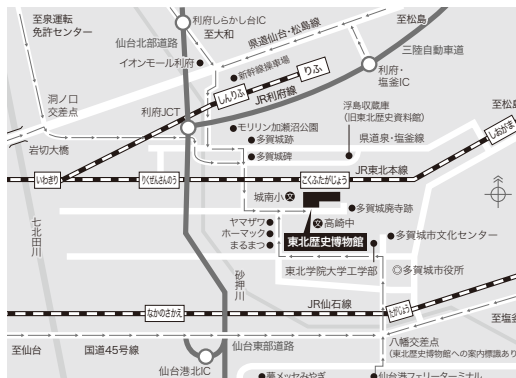 至泉運転
免許センター
利府しらかし台IC
至大和
県道仙台・松島線
至松島
仙台北部道路
イオンモール利府
新幹線操車場
三陸自動車道
しんりふ
りふ
JR利府線
利府・
塩釜IC
洞ノ口
交差点
利府JCT
浮島収蔵庫
(旧東北歴史資料館)
至松島
モリリン加瀬沼公園
多賀城跡
県道泉・塩釜線
しおがま
岩切大橋
多賀城碑
JR東北本線
いわきり
りくぜんさんのう
こくふたがじょう
城南小
文
多賀城廃寺跡
七北田川
ヤマザワ
ホーマック
まるまつ
文
高崎中
東北歴史博物館
多賀城市文化センター
東北学院大学工学部
◎多賀城市役所
砂押川
なかのさかえ
JR仙石線
たがじょう
至塩釜
至仙台
国道45号線
仙台東部道路
八幡交差点
(東北歴史博物館への案内標識あり)
仙台港北IC
夢メッセみやぎ
仙台港フェリーターミナル